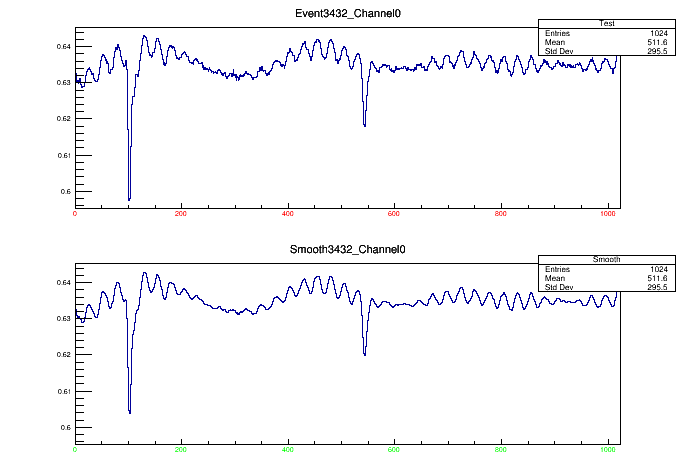 Event3432_Channel0
Test
Entries 1024
Mean 511.6
Std Dev 295.5
0.64
0.63
0.62
0.61
0.6
0 200 400 600 800 1000
Smooth3432_Channel0
Smooth
Entries 1024
Mean 511.6
Std Dev 295.5
0.64
0.63
0.62
0.61
0.6
0 200 400 600 800 1000